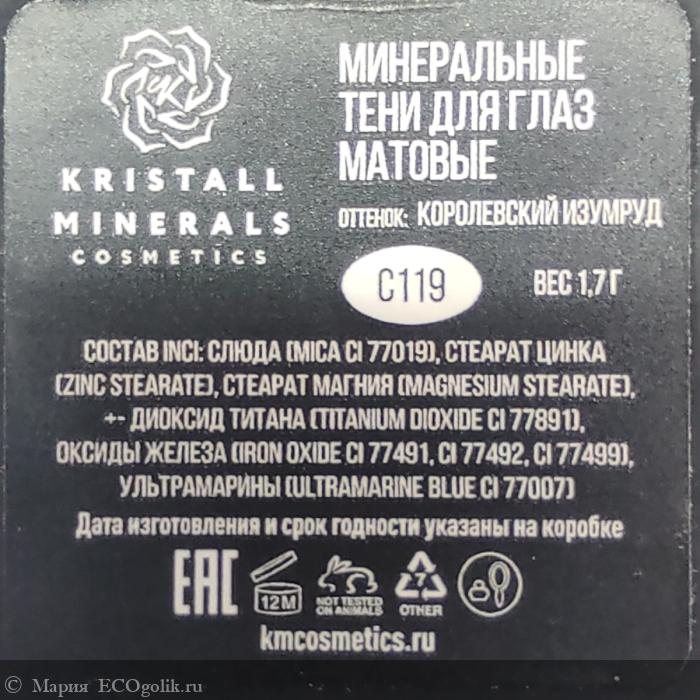 KRISTALL
MINERALS
COSMETICS
МИНЕРАЛЬНЫЕ
ТЕНИ ДЛЯ ГЛАЗ
МАТОВЫЕ
ОТТЕНОК: КОРОЛЕВСКИЙ ИЗУМРУД
C119
ВЕС 1,7 Г
СОСТАВ INCI: СЛЮДА (MICA CI 77019), СТЕАРАТ ЦИНКА
(ZINC STEARATE), СТЕАРАТ МАГНИЯ (MAGNESIUM STEARATE),
+- ДИОКСИД ТИТАНА (TITANIUM DIOXIDE CI 77891),
ОКСИДЫ ЖЕЛЕЗА (IRON OXIDE CI 77491, CI 77492, CI 77499),
УЛЬТРАМАРИНЫ (ULTRAMARINE BLUE CI 77007)
Дата изготовления и срок годности указаны на коробке
EAC
12M
NOT TESTED
ON ANIMALS
7
OTHER
kmcosmetics.ru
© Мария ECOgolik.ru